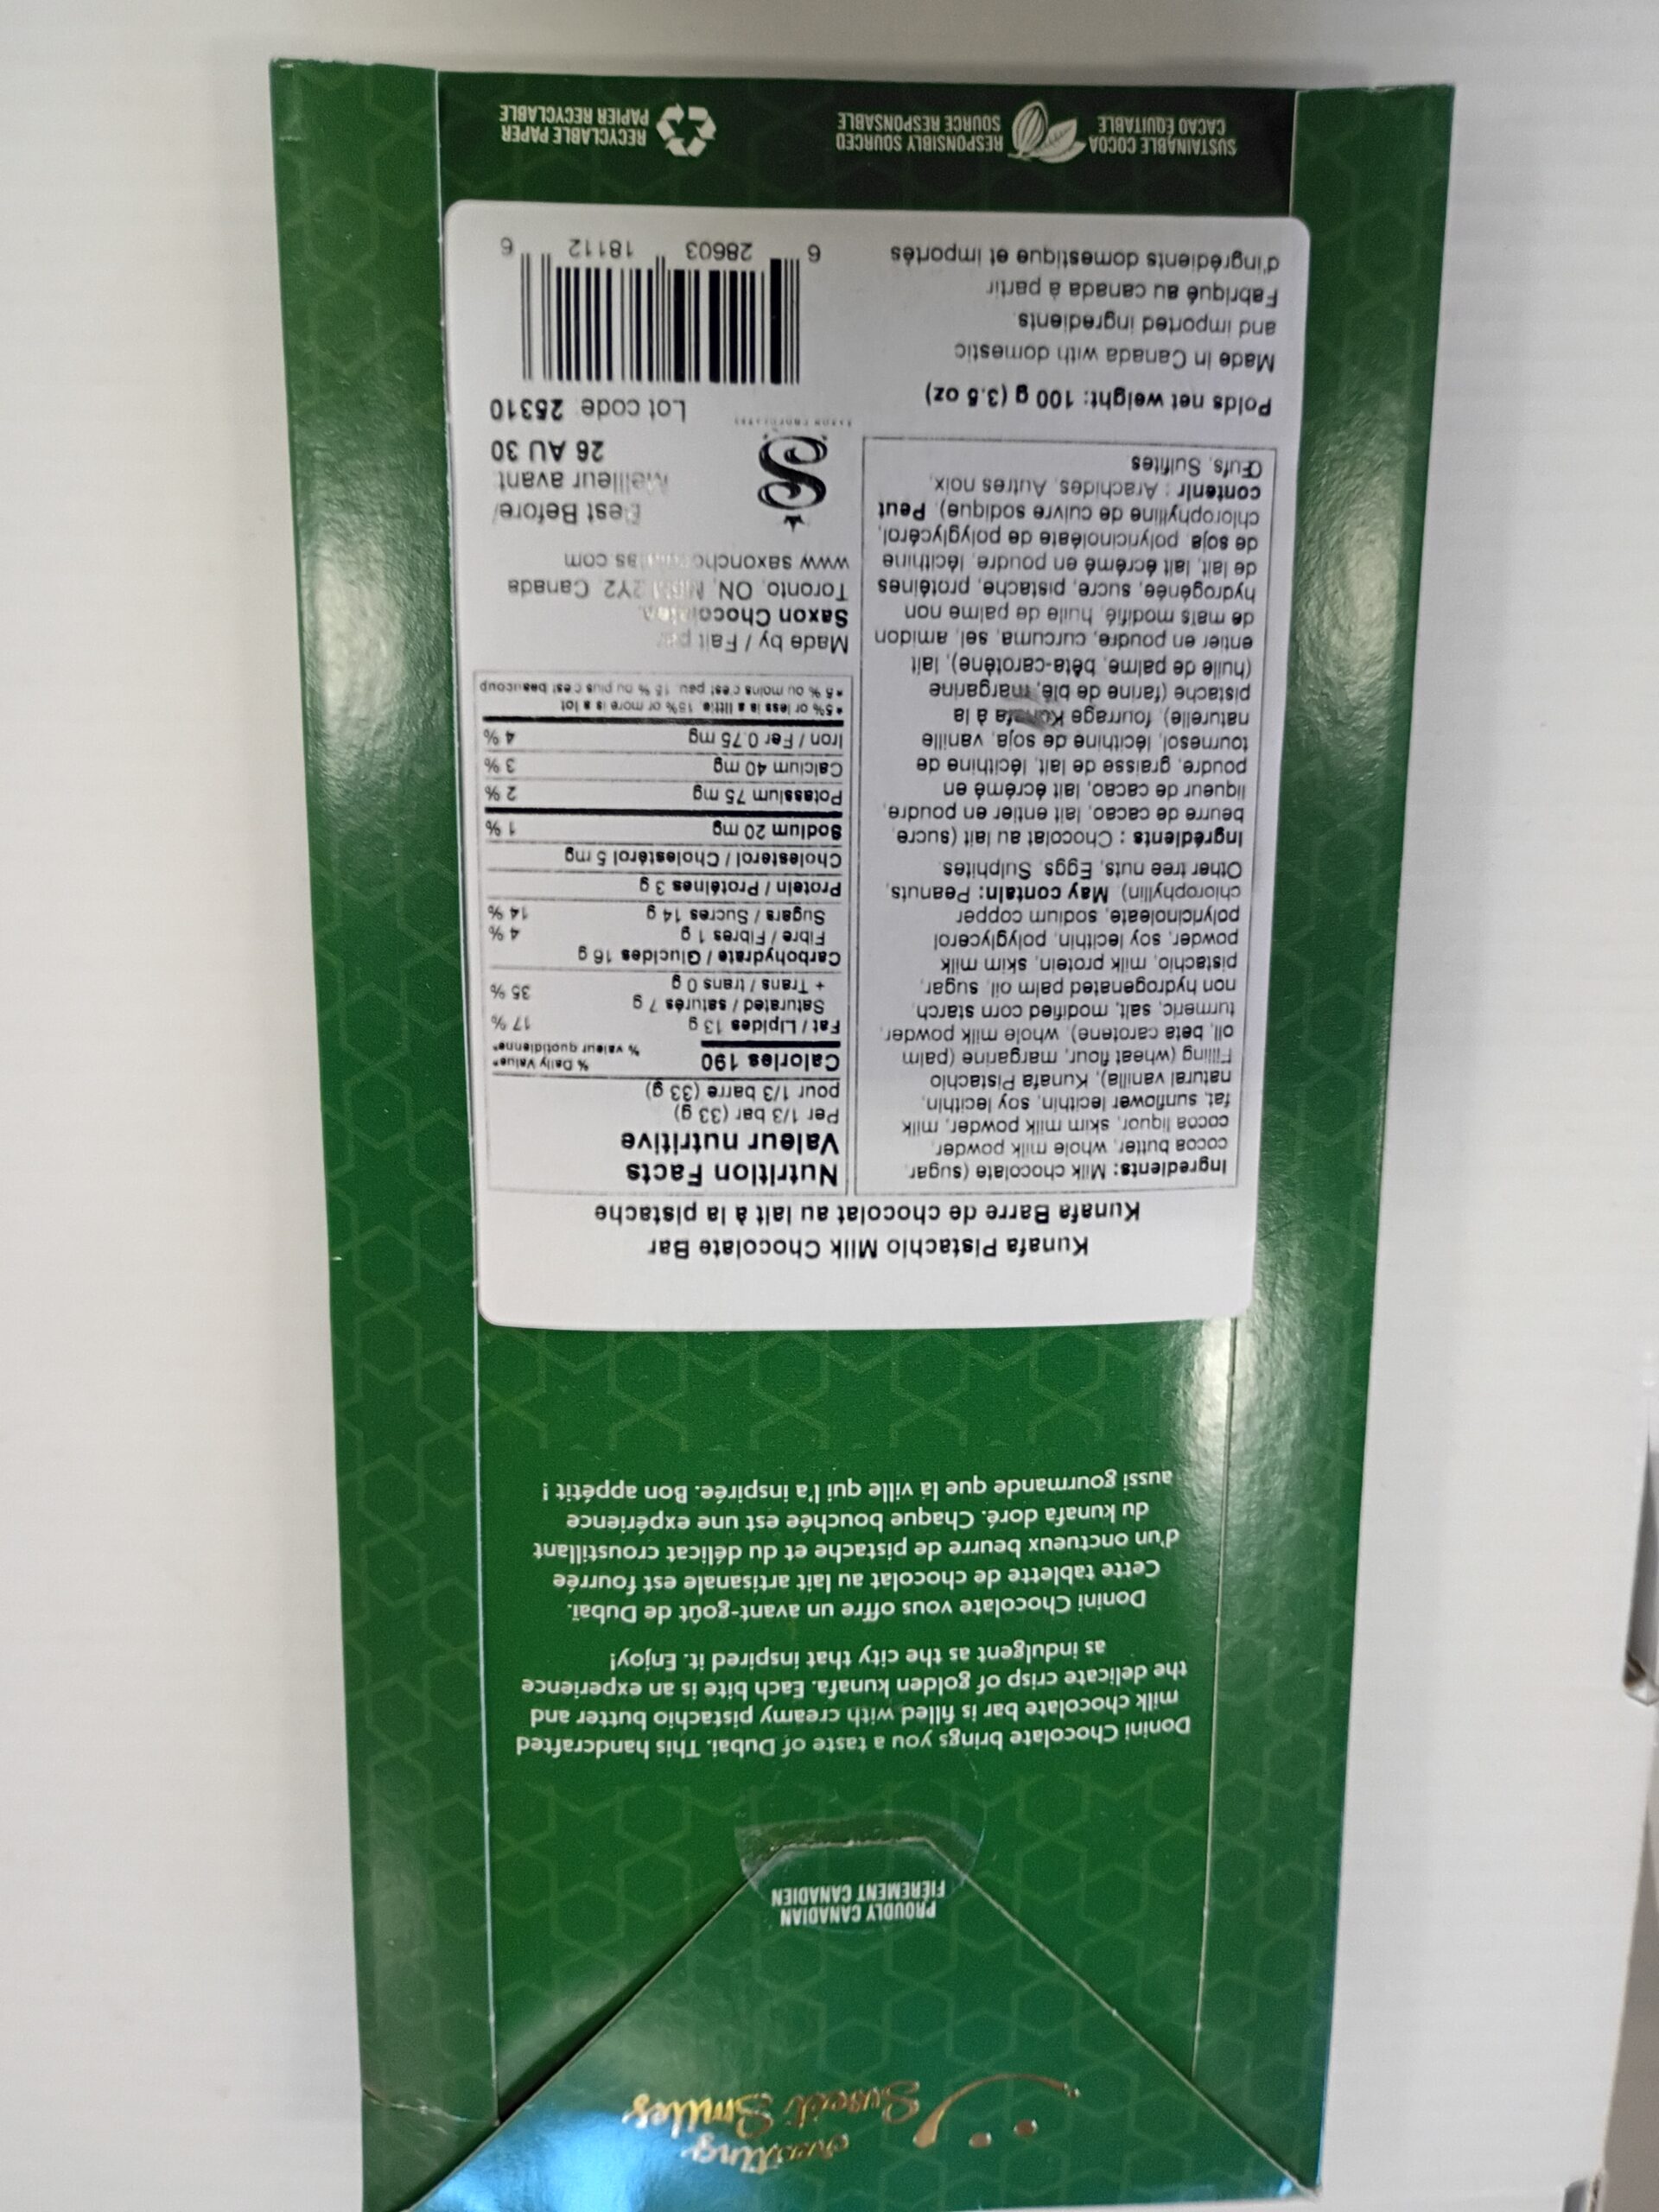 Creating
Sweet Smiles
PROUDLY CANADIAN
FIÈREMENT CANADIEN
Donini Chocolate brings you a taste of Dubai. This handcrafted
milk chocolate bar is filled with creamy pistachio butter and
the delicate crisp of golden kunafa. Each bite is an experience
as indulgent as the city that inspired it. Enjoy!
Donini Chocolate vous offre un avant-goût de Dubaï.
Cette tablette de chocolat au lait artisanale est fourrée
d'un onctueux beurre de pistache et du délicat croustillant
du kunafa doré. Chaque bouchée est une expérience
aussi gourmande que la ville qui l'a inspirée. Bon appétit !
Kunafa Pistachio Milk Chocolate Bar
Kunafa Barre de chocolat au lait à la pistache
Ingredients: Milk chocolate (sugar,
cocoa butter, whole milk powder,
cocoa liquor, skim milk powder, milk
fat, sunflower lecithin, soy lecithin,
natural vanilla), Kunafa Pistachio
Filling (wheat flour, margarine (palm
oil, beta carotene), whole milk powder,
turmeric, salt, modified corn starch,
non hydrogenated palm oil, sugar,
pistachio, milk protein, skim milk
powder, soy lecithin, polyglycerol
polyricinoleate, sodium copper
chlorophyllin). May contain: Peanuts,
Other tree nuts, Eggs, Sulphites.
Ingrédients : Chocolat au lait (sucre,
beurre de cacao, lait entier en poudre,
liqueur de cacao, lait écrémé en
poudre, graisse de lait, lécithine de
tournesol, lécithine de soja, vanille
naturelle), fourrage Kunafa à la
pistache (farine de blé, margarine
(huile de palme, bêta-carotène), lait
entier en poudre, curcuma, sel, amidon
de maïs modifié, huile de palme non
hydrogénée, sucre, pistache, protéines
de lait, lait écrémé en poudre, lécithine
de soja, polyricinoléate de polyglycérol,
chlorophylline de cuivre sodique). Peut
contenir : Arachides, Autres noix,
Œufs, Sulfites
Poids net weight: 100 g (3.5 oz)
Made in Canada with domestic
and imported ingredients.
Fabriqué au canada à partir
d'ingrédients domestique et importés
Nutrition Facts
Valeur nutritive
Per 1/3 bar (33 g)
pour 1/3 barre (33 g)
Calories 190
% Daily Value*
% valeur quotidienne*
Fat / Lipides 13 g 17 %
Saturated / saturés 7 g
+ Trans / trans 0 g 35 %
Carbohydrate / Glucides 16 g
Fibre / Fibres 1 g 4 %
Sugars / Sucres 14 g 14 %
Protein / Protéines 3 g
Cholesterol / Cholestérol 5 mg
Sodium 20 mg 1 %
Potassium 75 mg 2 %
Calcium 40 mg 3 %
Iron / Fer 0.75 mg 4 %
*5% or less is a little, 15% or more is a lot
*5 % ou moins c'est peu, 15 % ou plus c'est beaucoup
Made by / Fait par
Saxon Chocolates,
Toronto, ON, 2Y2 Canada
www.saxonchocolates.com
Best Before/
Meilleur avant:
26 AU 30
S
SAXON CHOCOLATES
Lot code: 25310
6 28603 18112 6
SUSTAINABLE COCOA
CACAO ÉQUITABLE
RESPONSIBLY SOURCED
SOURCE RESPONSABLE
RECYCLABLE PAPER
PAPIER RECYCLABLE